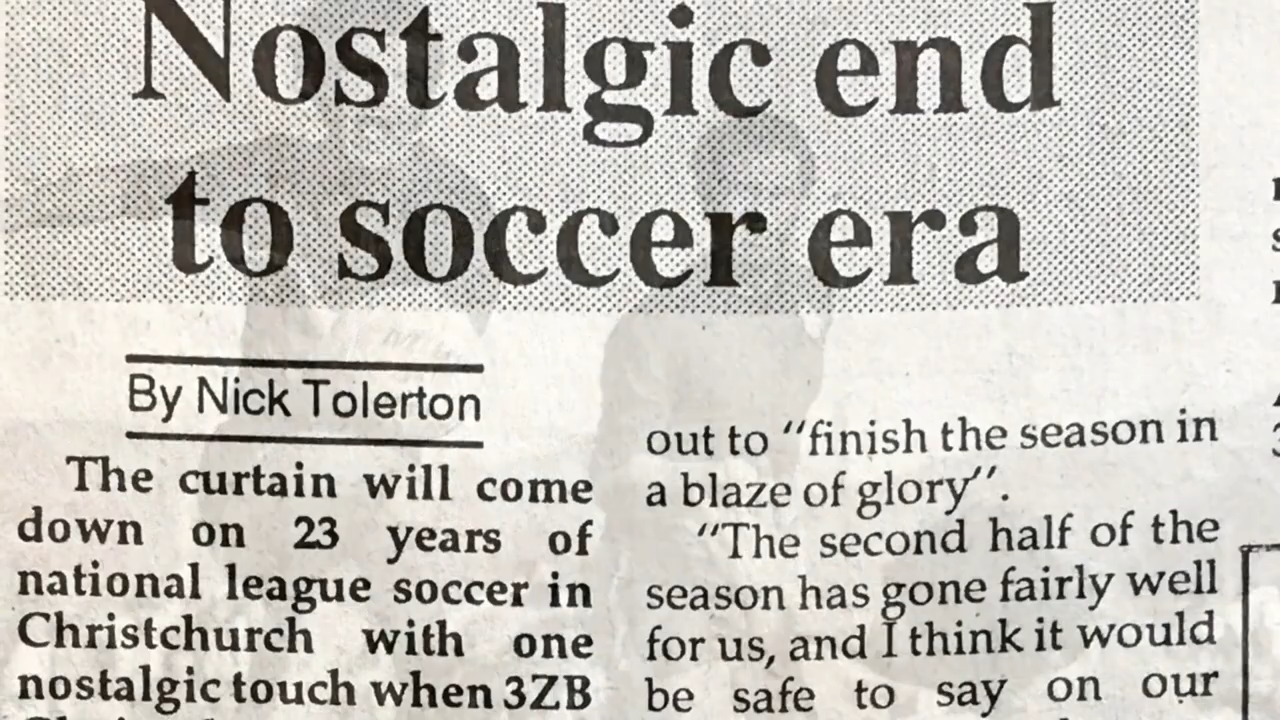 Nostalgic end
to soccer era
By Nick Tolerton
The curtain will come
down on 23 years of
national league soccer in
Christchurch with one
nostalgic touch when 3ZB
out to "finish the season in
a blaze of glory".
"The second half of the
season has gone fairly well
for us, and I think it would
be safe to say on our